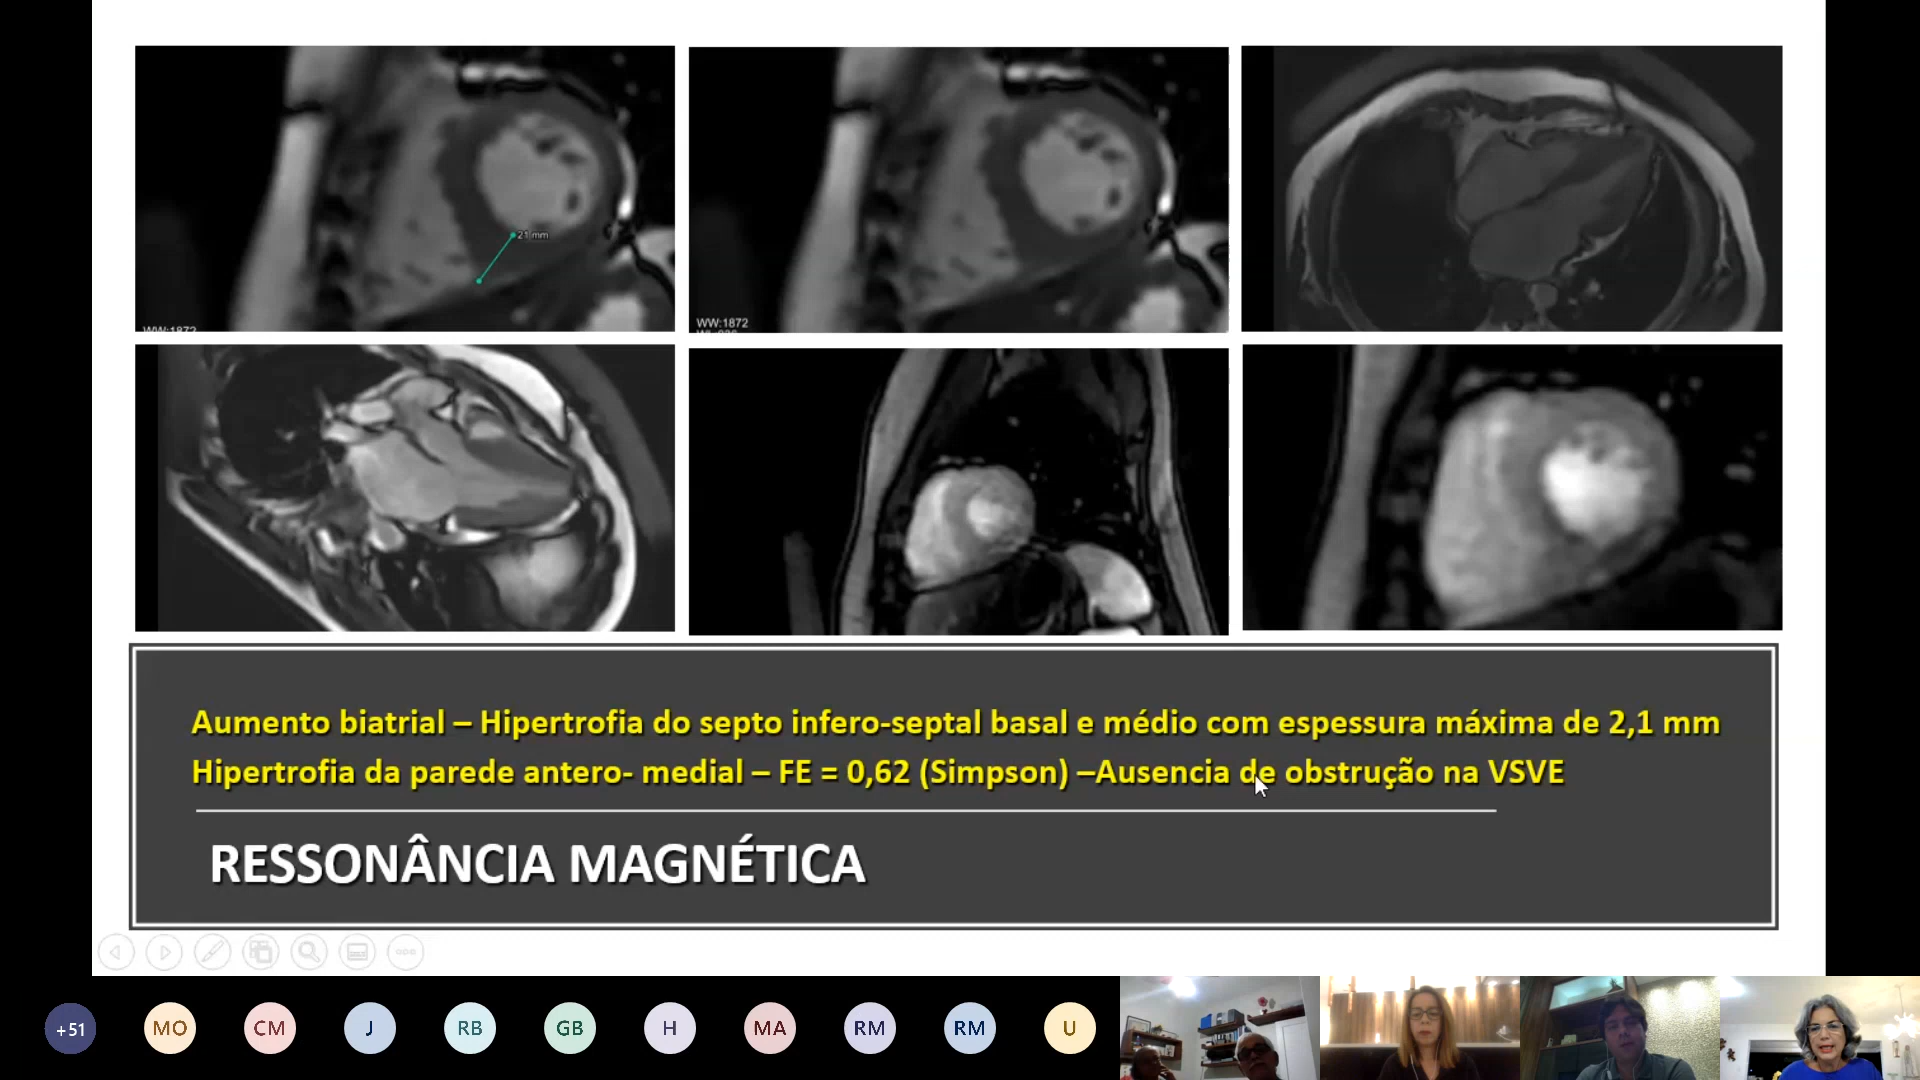 21 mm
WW:1872
WW:1872
Aumento biatrial – Hipertrofia do septo infero-septal basal e médio com espessura máxima de 2,1 mm
Hipertrofia da parede antero- medial – FE = 0,62 (Simpson) –Ausencia de obstrução na VSVE
RESSONÂNCIA MAGNÉTICA
+51
MO
CM
J
RB
GB
H
MA
RM
RM
U